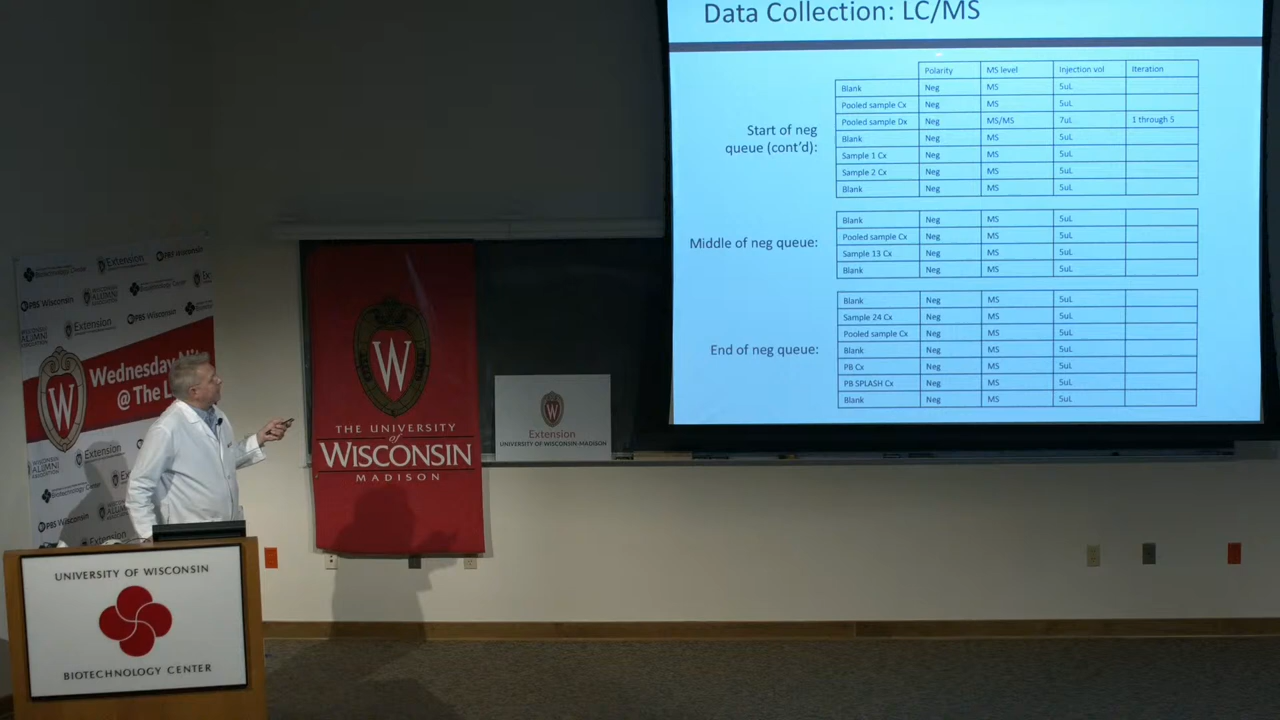 Data Collection: LC/MS
Polarity MS level Injection vol Iteration
Start of neg
queue (cont'd):
Blank Neg MS 5uL
Pooled sample Cx Neg MS 5uL
Pooled sample Dx Neg MS/MS 7uL 1 through 5
Blank Neg MS 5uL
Sample 1 Cx Neg MS 5uL
Sample 2 Cx Neg MS 5uL
Blank Neg MS 5uL
Middle of neg queue:
Blank Neg MS 5uL
Pooled sample Cx Neg MS 5uL
Sample 13 Cx Neg MS 5uL
Blank Neg MS 5uL
End of neg queue:
Blank Neg MS 5uL
Sample 24 Cx Neg MS 5uL
Pooled sample Cx Neg MS 5uL
Blank Neg MS 5uL
PB Cx Neg MS 5uL
PB SPLASH Cx Neg MS 5uL
Blank Neg MS 5uL
Extension
PBS Wisconsin
PBS Wisconsin
Extension
Wednesday
@ The
W
Extension
PBS Wisconsin
Extension
W
THE UNIVERSITY
of
WISCONSIN
MADISON
Extension
UNIVERSITY OF WISCONSIN-MADISON
UNIVERSITY OF WISCONSIN
BIOTECHNOLOGY CENTER